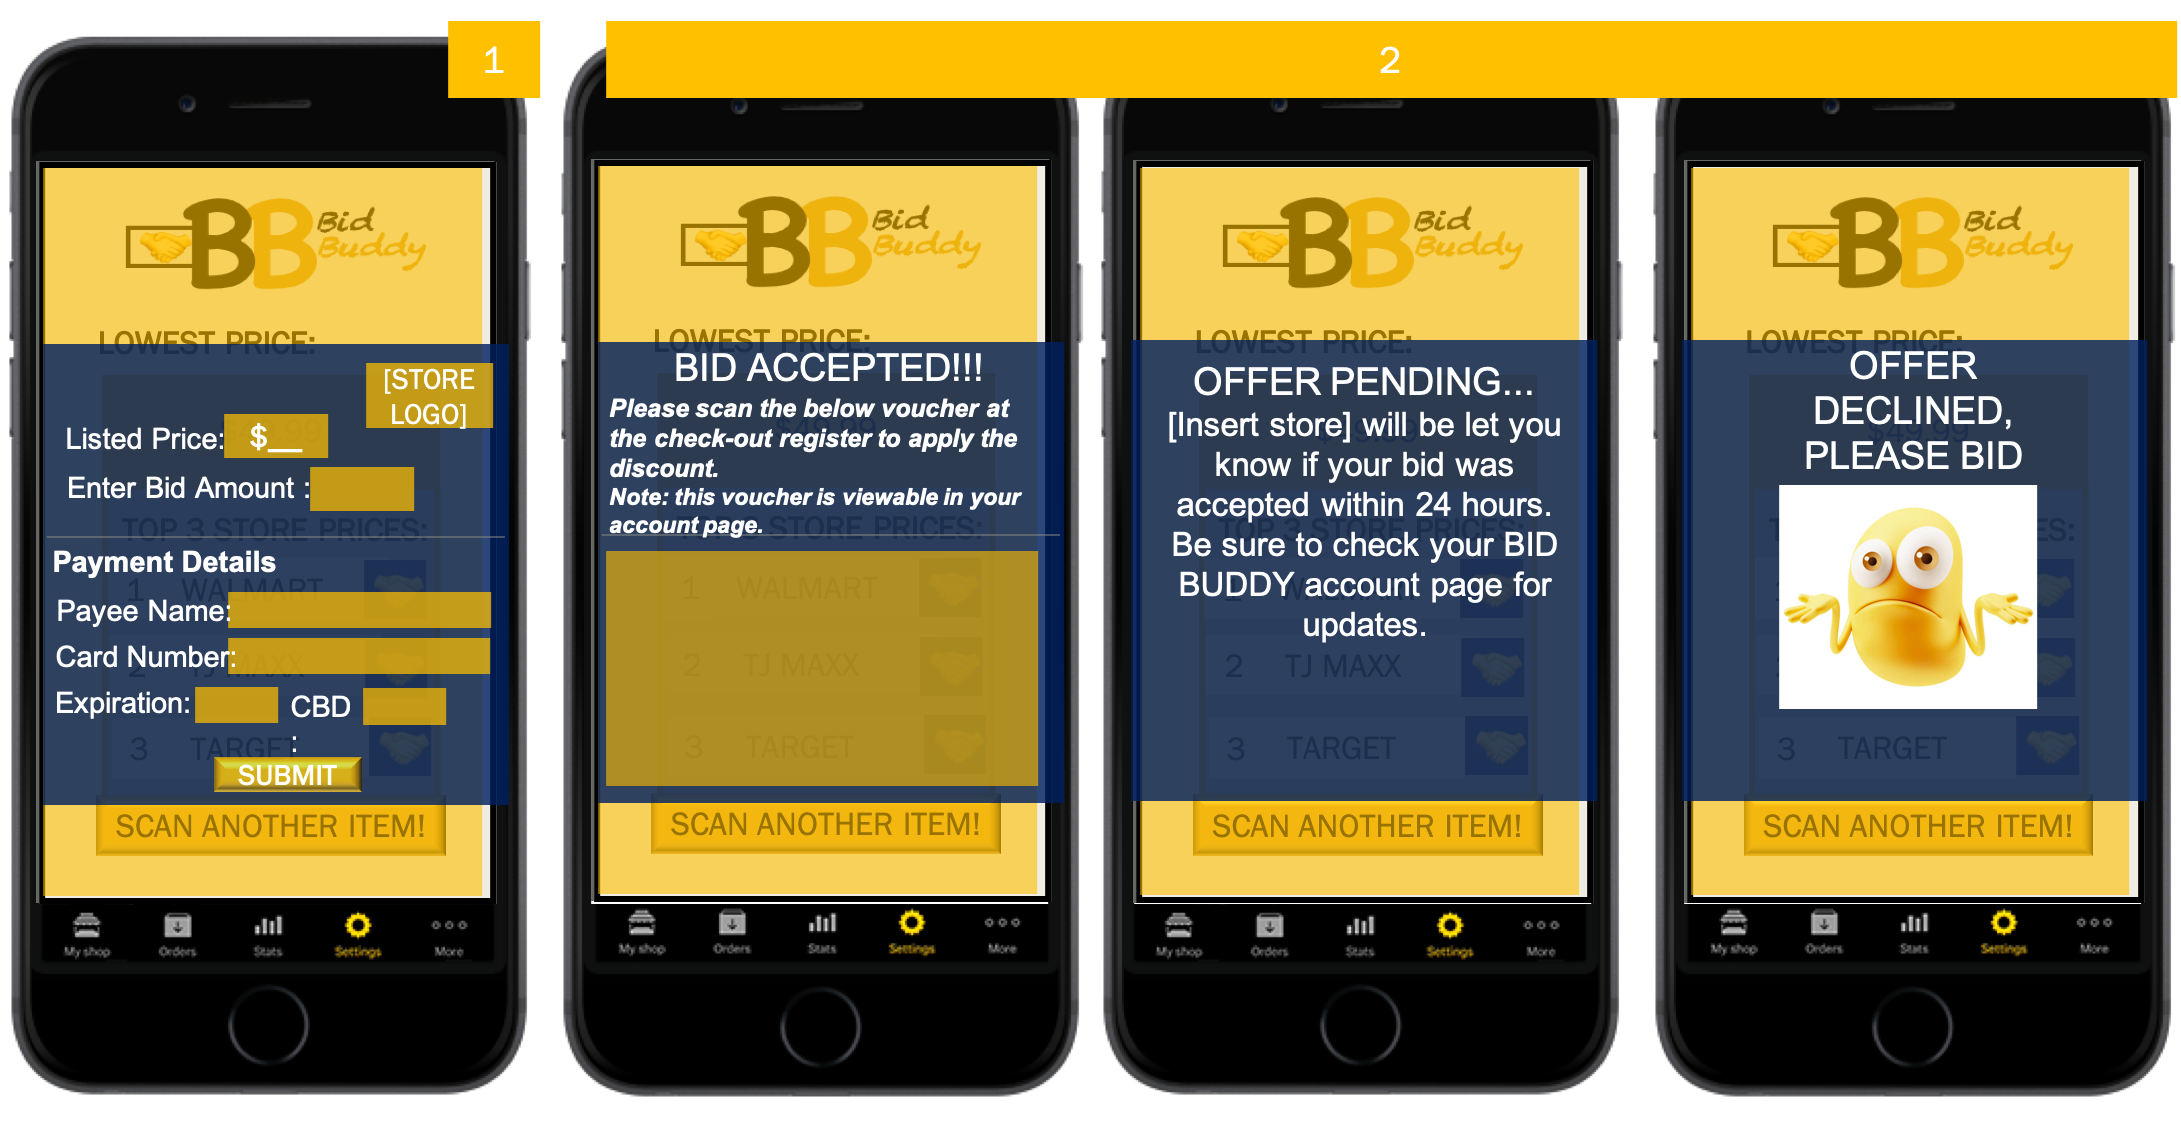 1
2
Bid
BB Buddy
LOWEST PRICE:
[STORE
LOGO]
Listed Price: $__
Enter Bid Amount :
TOP 3 STORE PRICES:
Payment Details
1 WALMART
Payee Name:
Card Number:
2 TJ MAXX
Expiration: CBD
:
3 TARGET
SUBMIT
SCAN ANOTHER ITEM!
My shop Orders Stats Settings More
Bid
BB Buddy
LOWEST PRICE:
BID ACCEPTED!!!
Please scan the below voucher at
the check-out register to apply the
discount.
Note: this voucher is viewable in your
account page.
$49.99
STORE PRICES:
1 WALMART
2 TJ MAXX
3 TARGET
SCAN ANOTHER ITEM!
My shop Orders Stats Settings More
Bid
BB Buddy
LOWEST PRICE:
OFFER PENDING...
[Insert store] will be let you
know if your bid was
accepted within 24 hours.
Be sure to check your BID
BUDDY account page for
updates.
TOP 3 STORE PRICES:
2 TJ MAXX
3 TARGET
SCAN ANOTHER ITEM!
My shop Orders Stats Settings More
Bid
BB Buddy
LOWEST PRICE:
OFFER
DECLINED,
PLEASE BID
$49.99
3 TARGET
SCAN ANOTHER ITEM!
My shop Orders Stats Settings More